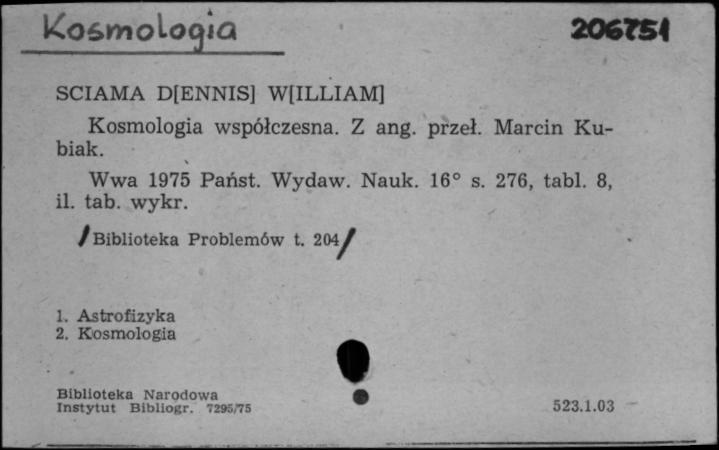 Kosmologia 206751
SCIAMA D[ENNIS] W[ILLIAM]
Kosmologia współczesna. Z ang. przeł. Marcin Ku-
biak.
Wwa 1975 Państ. Wydaw. Nauk. 16° s. 276, tabl. 8,
il. tab. wykr.
/Biblioteka Problemów t. 204/
1. Astrofizyka
2. Kosmologia
Biblioteka Narodowa
Instytut Bibliogr. 7295/75 523.1.03